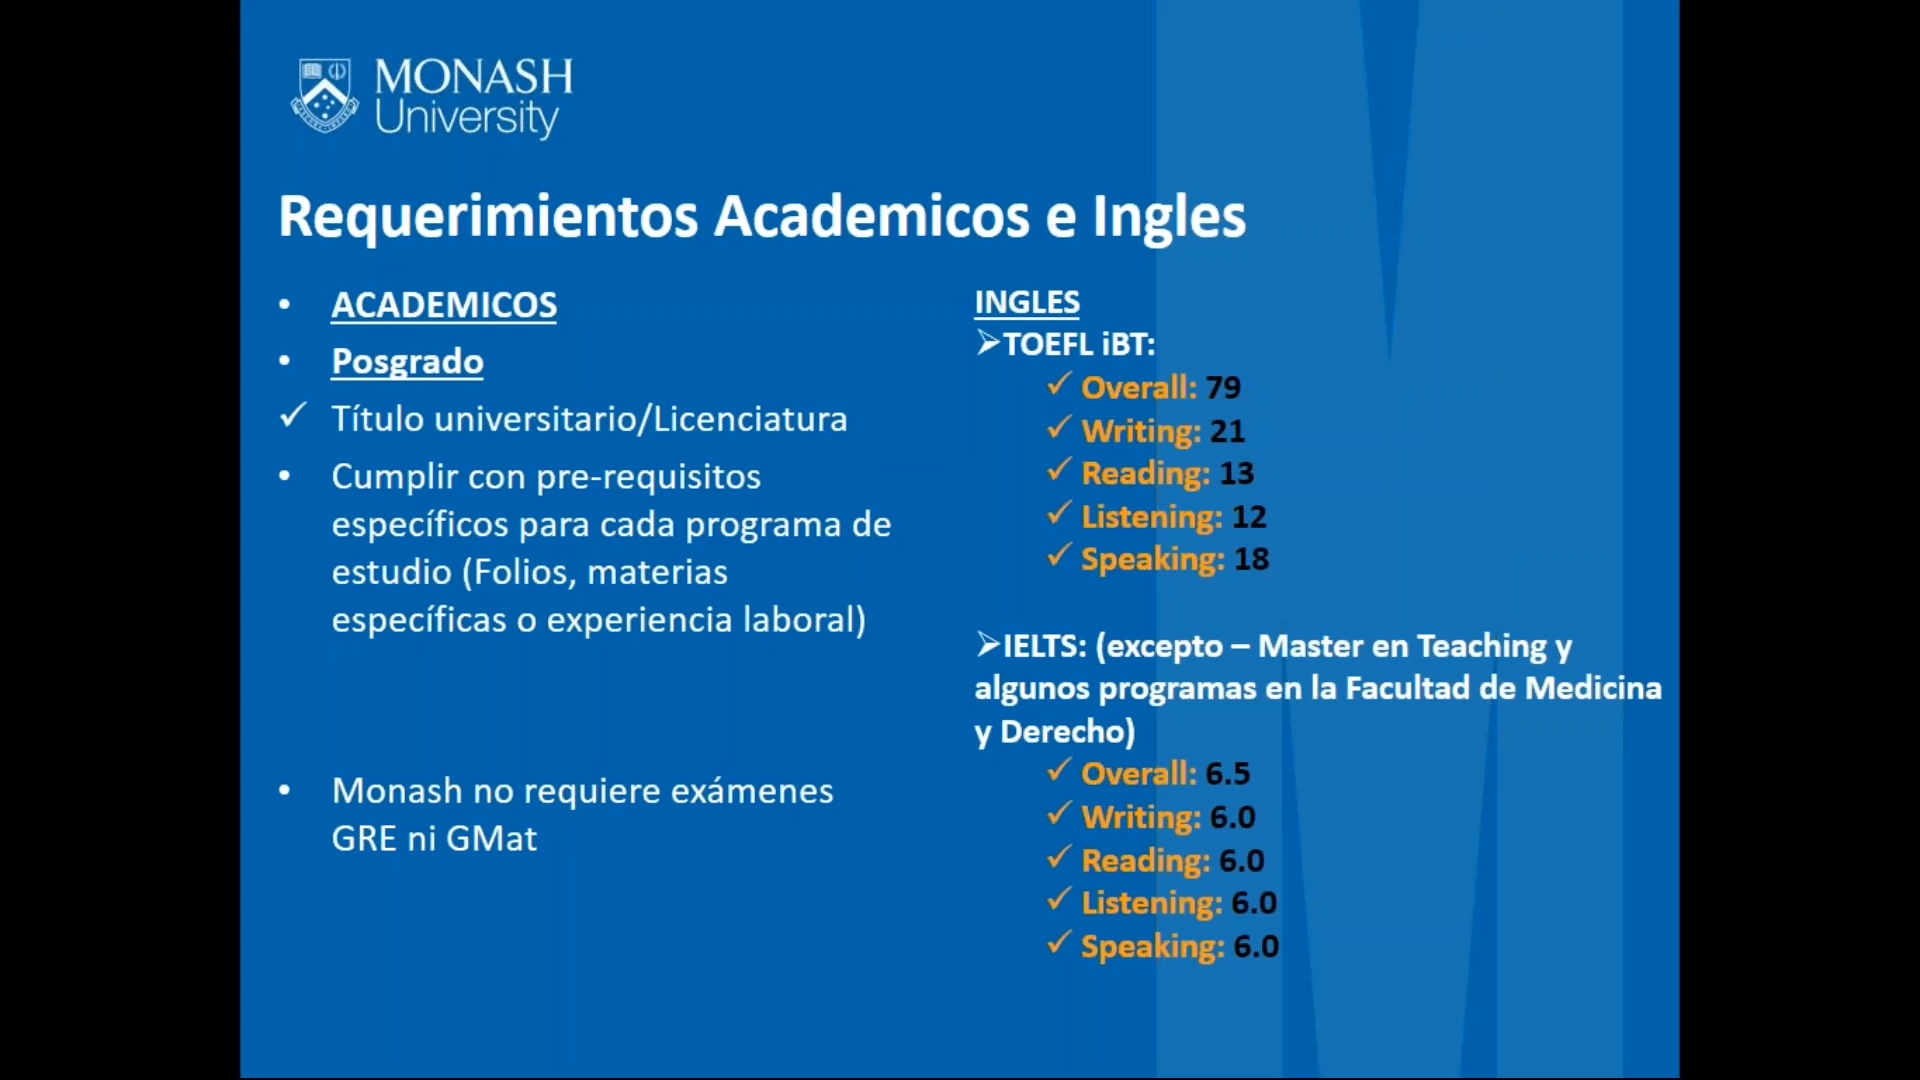 MONASH
University
Requerimientos Academicos e Ingles
• ACADEMICOS
• Posgrado
✓ Título universitario/Licenciatura
• Cumplir con pre-requisitos
específicos para cada programa de
estudio (Folios, materias
específicas o experiencia laboral)
• Monash no requiere exámenes
GRE ni GMat
INGLES
➢TOEFL iBT:
✓ Overall: 79
✓ Writing: 21
✓ Reading: 13
✓ Listening: 12
✓ Speaking: 18
➢IELTS: (excepto – Master en Teaching y
algunos programas en la Facultad de Medicina
y Derecho)
✓ Overall: 6.5
✓ Writing: 6.0
✓ Reading: 6.0
✓ Listening: 6.0
✓ Speaking: 6.0